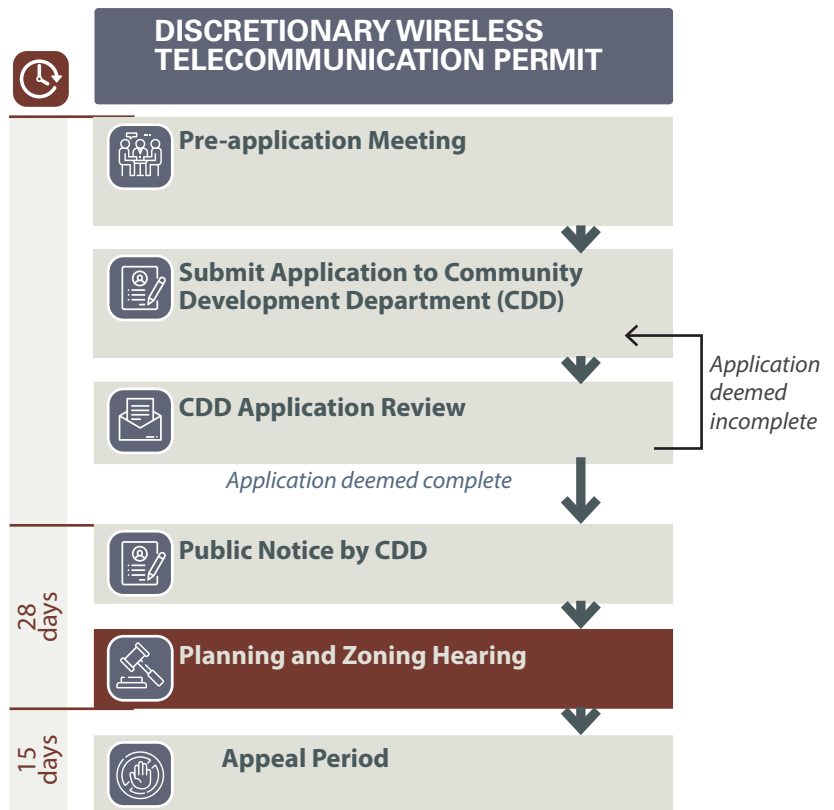 DISCRETIONARY WIRELESS
TELECOMMUNICATION PERMIT
Pre-application Meeting
Submit Application to Community
Development Department (CDD)
Application
deemed
incomplete
CDD Application Review
Application deemed complete
Public Notice by CDD
28
days
Planning and Zoning Hearing
15
days
Appeal Period